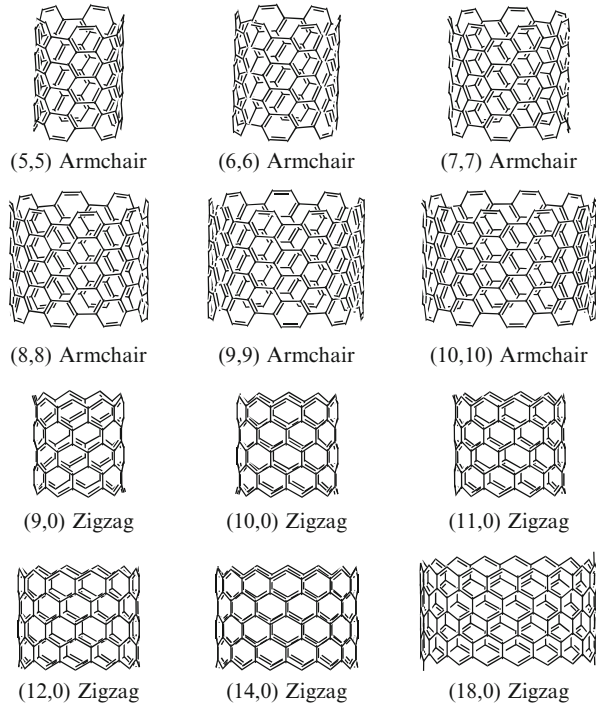 (5,5) Armchair
(6,6) Armchair
(7,7) Armchair
(8,8) Armchair
(9,9) Armchair
(10,10) Armchair
(9,0) Zigzag
(10,0) Zigzag
(11,0) Zigzag
(12,0) Zigzag
(14,0) Zigzag
(18,0) Zigzag